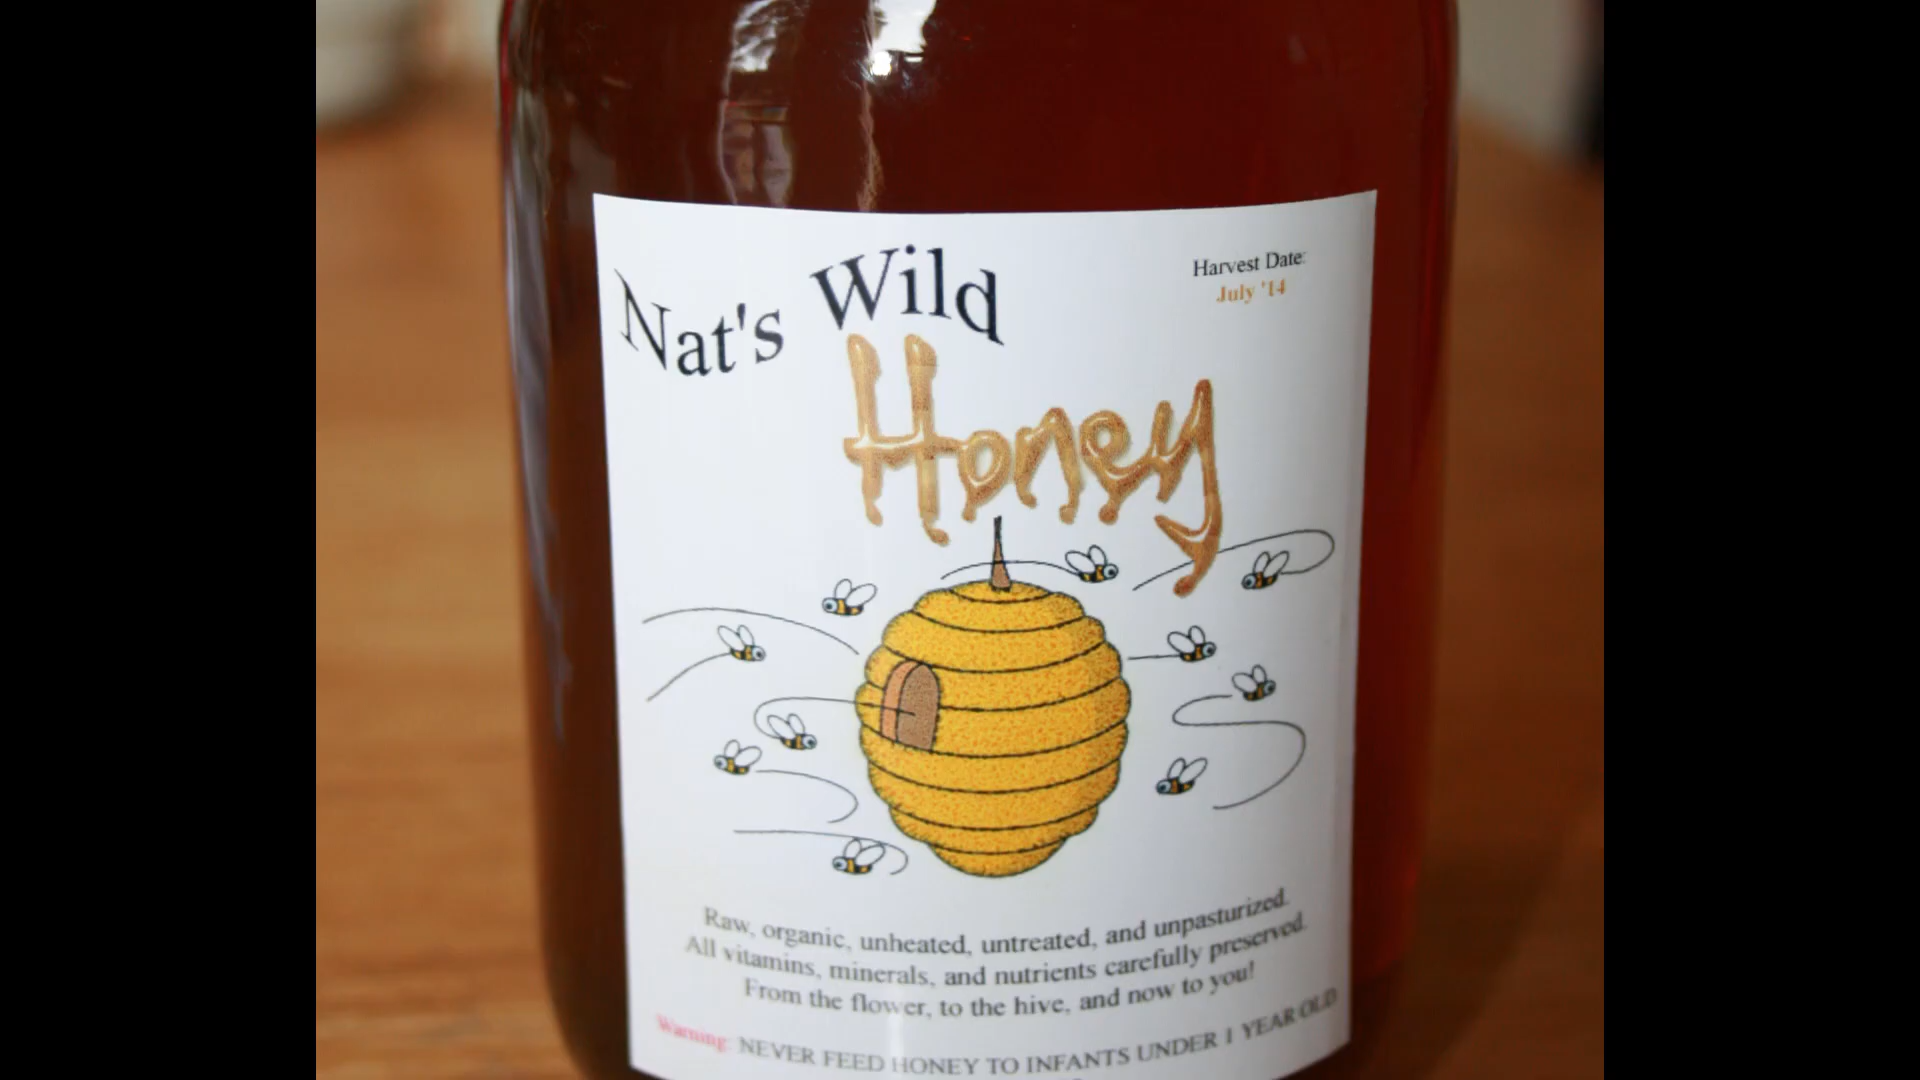 Nat's Wild
Honey
Harvest Date:
July '14
Raw, organic, unheated, untreated, and unpasturized.
All vitamins, minerals, and nutrients carefully preserved.
From the flower, to the hive, and now to you!
Warning: NEVER FEED HONEY TO INFANTS UNDER 1 YEAR OLD